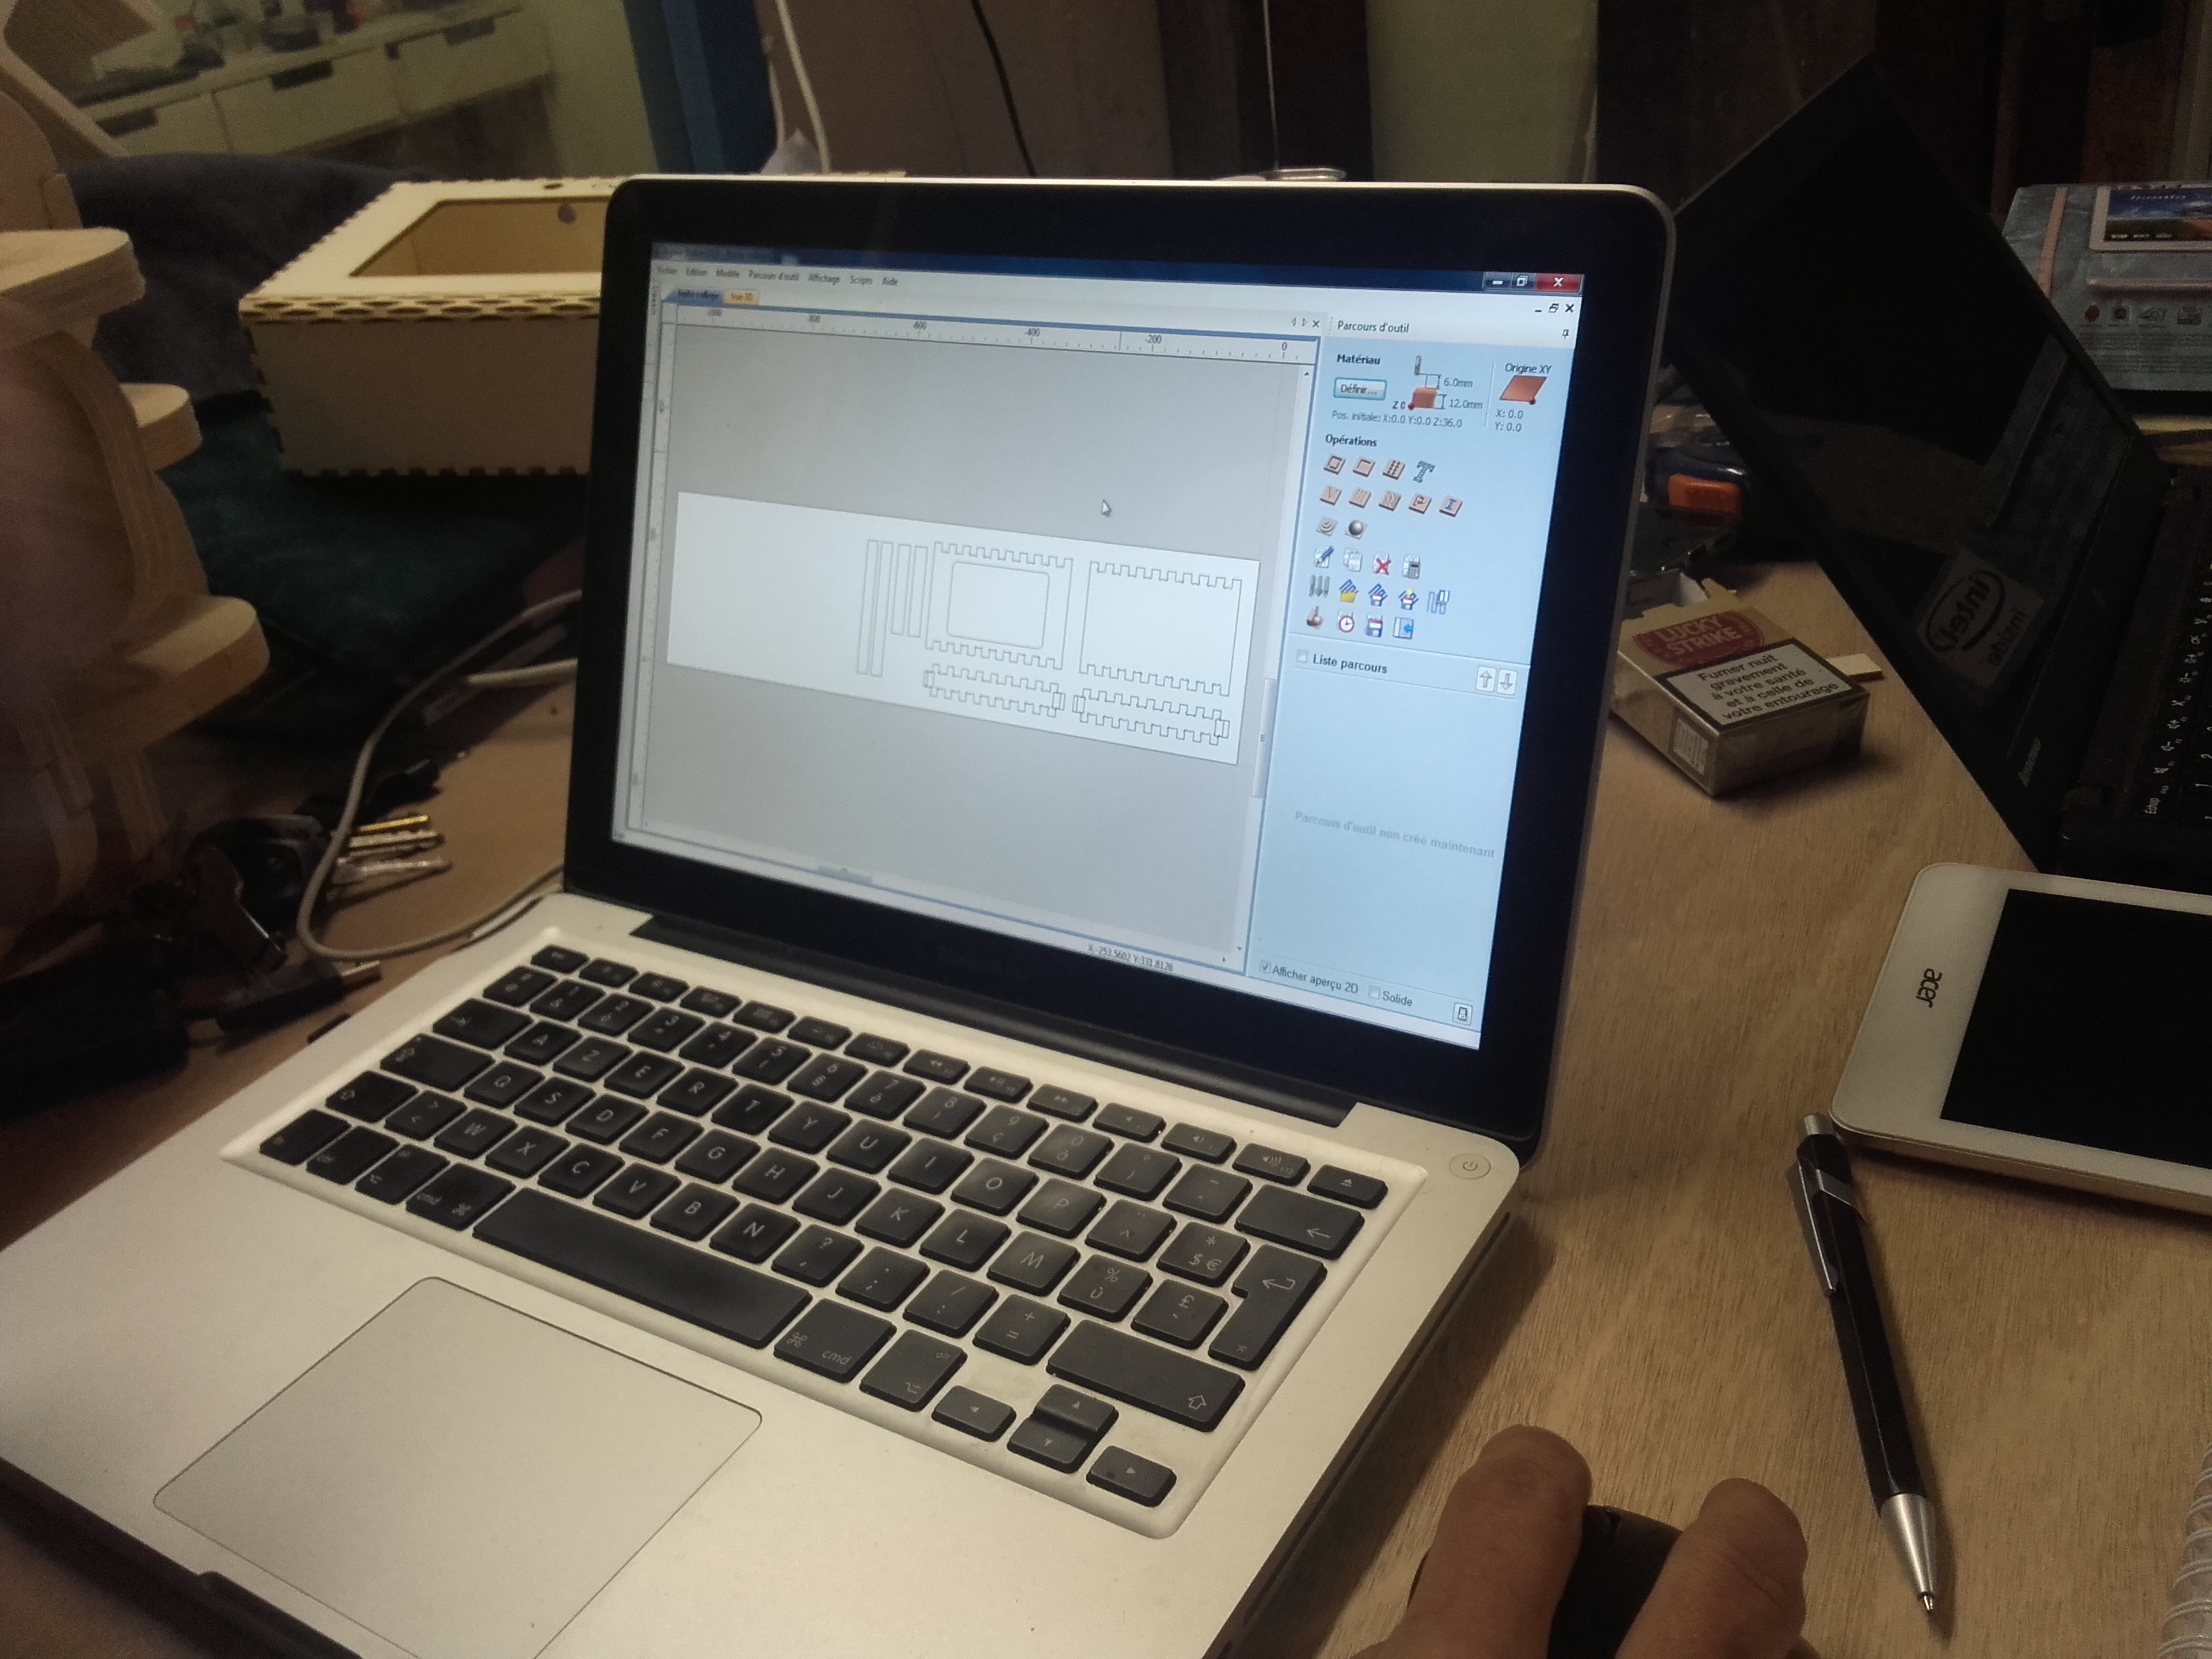 Fichier Edition Modèle Parcours d'outil Affichage Scripts Aide
Vue 3D
-800
-600
-400
-200
0
Parcours d'outil
Matériau
Définir...
Z 0
6.0mm
12.0mm
Origine XY
X: 0.0
Y: 0.0
Pos. initiale: X:0.0 Y:0.0 Z:36.0
Opérations
Liste parcours
Parcours d'outil non créé maintenant
Afficher aperçu 2D
Solide
X:-253.5602 Y:331.8126
LUCKY
STRIKE
Fumer nuit
gravement
à votre santé
et à celle de
votre entourage
intel
inside
acer
A Z E R T Y U I O P
Q S D F G H J K L M
W X C V B N
cmd
cmd